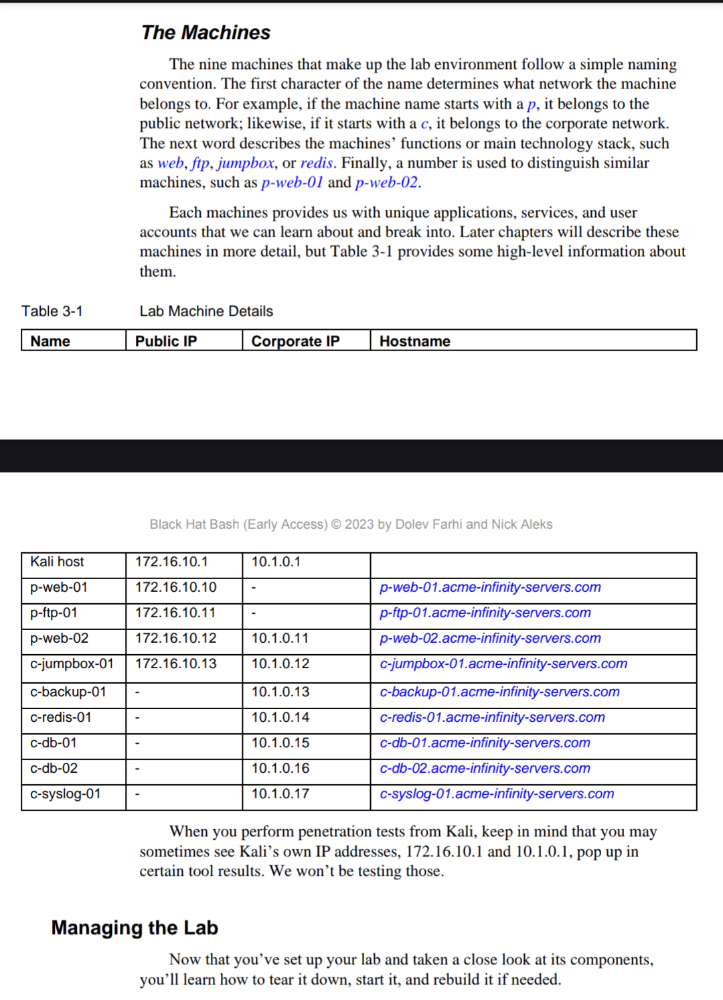 The Machines
The nine machines that make up the lab environment follow a simple naming
convention. The first character of the name determines what network the machine
belongs to. For example, if the machine name starts with a p, it belongs to the
public network; likewise, if it starts with a c, it belongs to the corporate network.
The next word describes the machines’ functions or main technology stack, such
as web, ftp, jumpbox, or redis. Finally, a number is used to distinguish similar
machines, such as p-web-01 and p-web-02.
Each machines provides us with unique applications, services, and user
accounts that we can learn about and break into. Later chapters will describe these
machines in more detail, but Table 3-1 provides some high-level information about
them.
Table 3-1 Lab Machine Details
Name Public IP Corporate IP Hostname
Black Hat Bash (Early Access) © 2023 by Dolev Farhi and Nick Aleks
Kali host 172.16.10.1 10.1.0.1
p-web-01 172.16.10.10 - p-web-01.acme-infinity-servers.com
p-ftp-01 172.16.10.11 - p-ftp-01.acme-infinity-servers.com
p-web-02 172.16.10.12 10.1.0.11 p-web-02.acme-infinity-servers.com
c-jumpbox-01 172.16.10.13 10.1.0.12 c-jumpbox-01.acme-infinity-servers.com
c-backup-01 - 10.1.0.13 c-backup-01.acme-infinity-servers.com
c-redis-01 - 10.1.0.14 c-redis-01.acme-infinity-servers.com
c-db-01 - 10.1.0.15 c-db-01.acme-infinity-servers.com
c-db-02 - 10.1.0.16 c-db-02.acme-infinity-servers.com
c-syslog-01 - 10.1.0.17 c-syslog-01.acme-infinity-servers.com
When you perform penetration tests from Kali, keep in mind that you may
sometimes see Kali’s own IP addresses, 172.16.10.1 and 10.1.0.1, pop up in
certain tool results. We won’t be testing those.
Managing the Lab
Now that you’ve set up your lab and taken a close look at its components,
you’ll learn how to tear it down, start it, and rebuild it if needed.